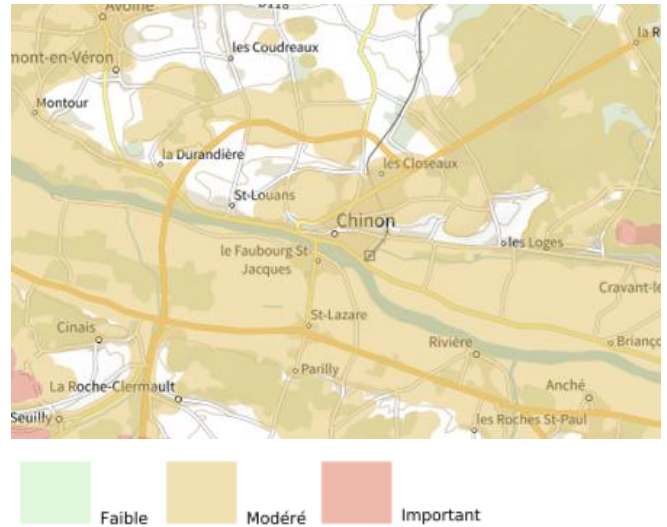 Avoine
les Coudreaux
mont-en-Véron
Montour
la Durandière
les Closeaux
St-Louans
Chinon
les Loges
le Faubourg St
Jacques
Cravant-le
St-Lazare
Cinais
Rivière
Brianço
Parilly
La Roche-Clermault
Anché
Seuilly
les Roches St-Paul
Faible
Modéré
Important